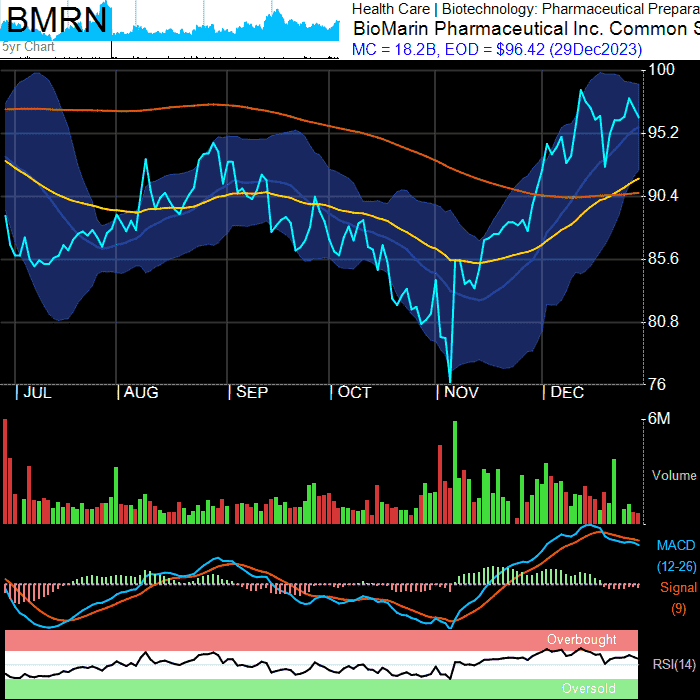 BMRN
5yr Chart
Health Care | Biotechnology: Pharmaceutical Prepara
BioMarin Pharmaceutical Inc. Common S
MC = 18.2B, EOD = $96.42 (29Dec2023)
100
95.2
90.4
85.6
80.8
76
| JUL | AUG | SEP | OCT | NOV | DEC
6M
Volume
MACD
(12-26)
Signal
(9)
Overbought
RSI(14)
Oversold